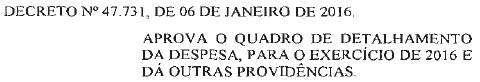 DECRETO Nº 47.731, DE 06 DE JANEIRO DE 2016.
APROVA O QUADRO DE DETALHAMENTO
DA DESPESA, PARA O EXERCÍCIO DE 2016 E
DÁ OUTRAS PROVIDÊNCIAS.